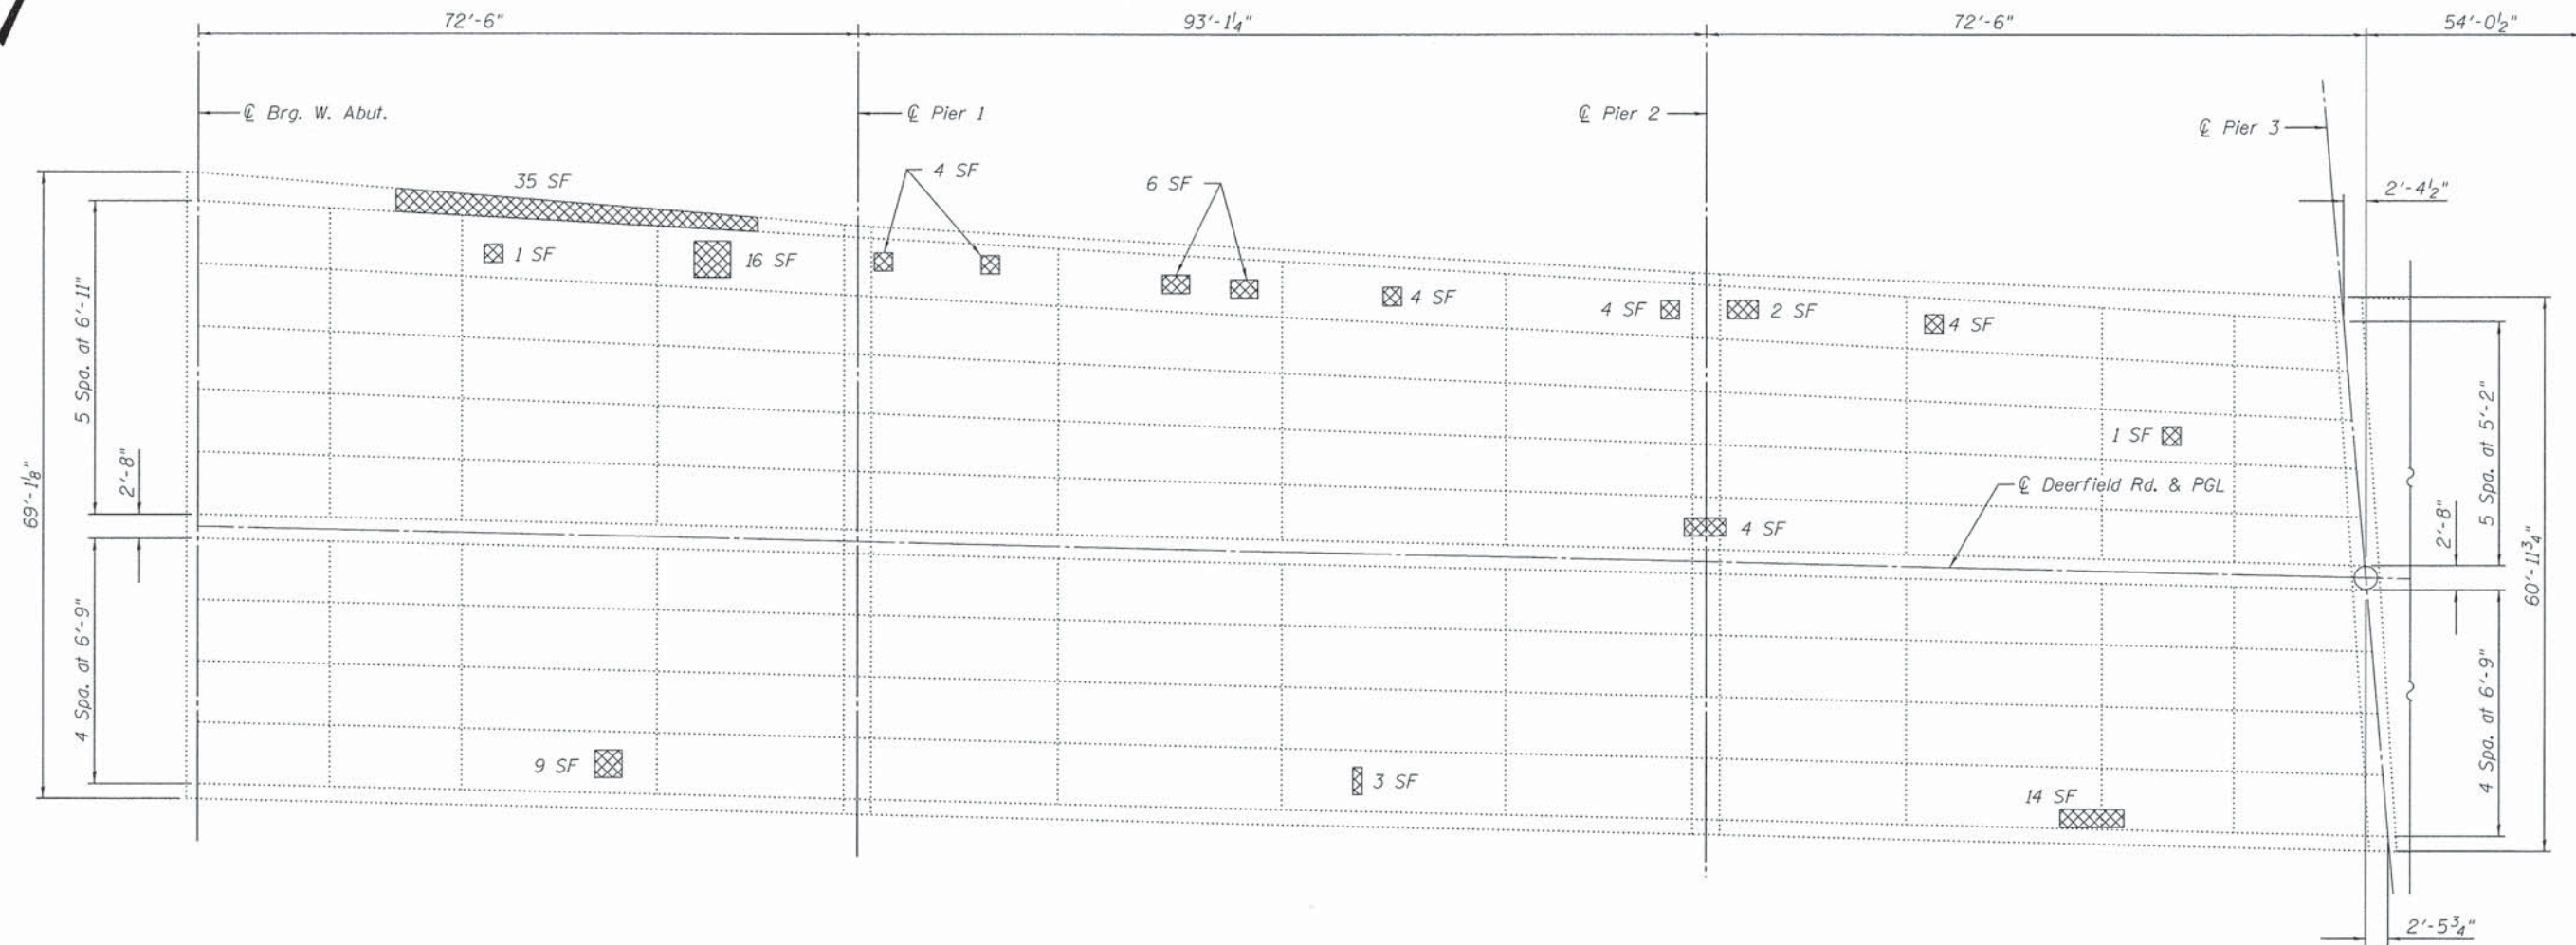 72'-6" 93'-1¼" 72'-6" 54'-0½"
℄ Brg. W. Abut. ℄ Pier 1 ℄ Pier 2 ℄ Pier 3
35 SF 4 SF 6 SF 2'-4½"
1 SF 16 SF 4 SF 4 SF 2 SF 4 SF
5 Spa. at 6'-11"
2'-8"
69'-1⅛"
4 Spa. at 6'-9"
1 SF
℄ Deerfield Rd. & PGL
4 SF
5 Spa. at 5'-2"
2'-8"
60'-11¾"
4 Spa. at 6'-9"
9 SF 3 SF 14 SF
2'-5¾"